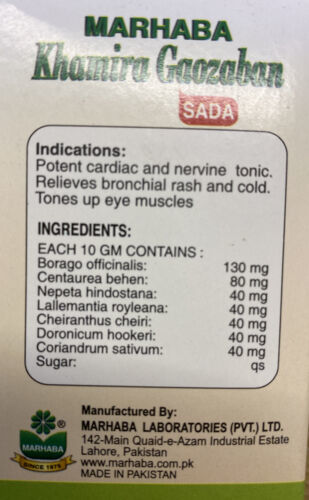 MARHABA
Khamira Gaozaban
SADA
Indications:
Potent cardiac and nervine tonic.
Relieves bronchial rash and cold.
Tones up eye muscles
INGREDIENTS:
EACH 10 GM CONTAINS :
Borago officinalis: 130 mg
Centaurea behen: 80 mg
Nepeta hindostana: 40 mg
Lallemantia royleana: 40 mg
Cheiranthus cheiri: 40 mg
Doronicum hookeri: 40 mg
Coriandrum sativum: 40 mg
Sugar: qs
MARHABA ®
SINCE 1975
Manufactured By:
MARHABA LABORATORIES (PVT.) LTD.
142-Main Quaid-e-Azam Industrial Estate
Lahore, Pakistan
www.marhaba.com.pk
MADE IN PAKISTAN